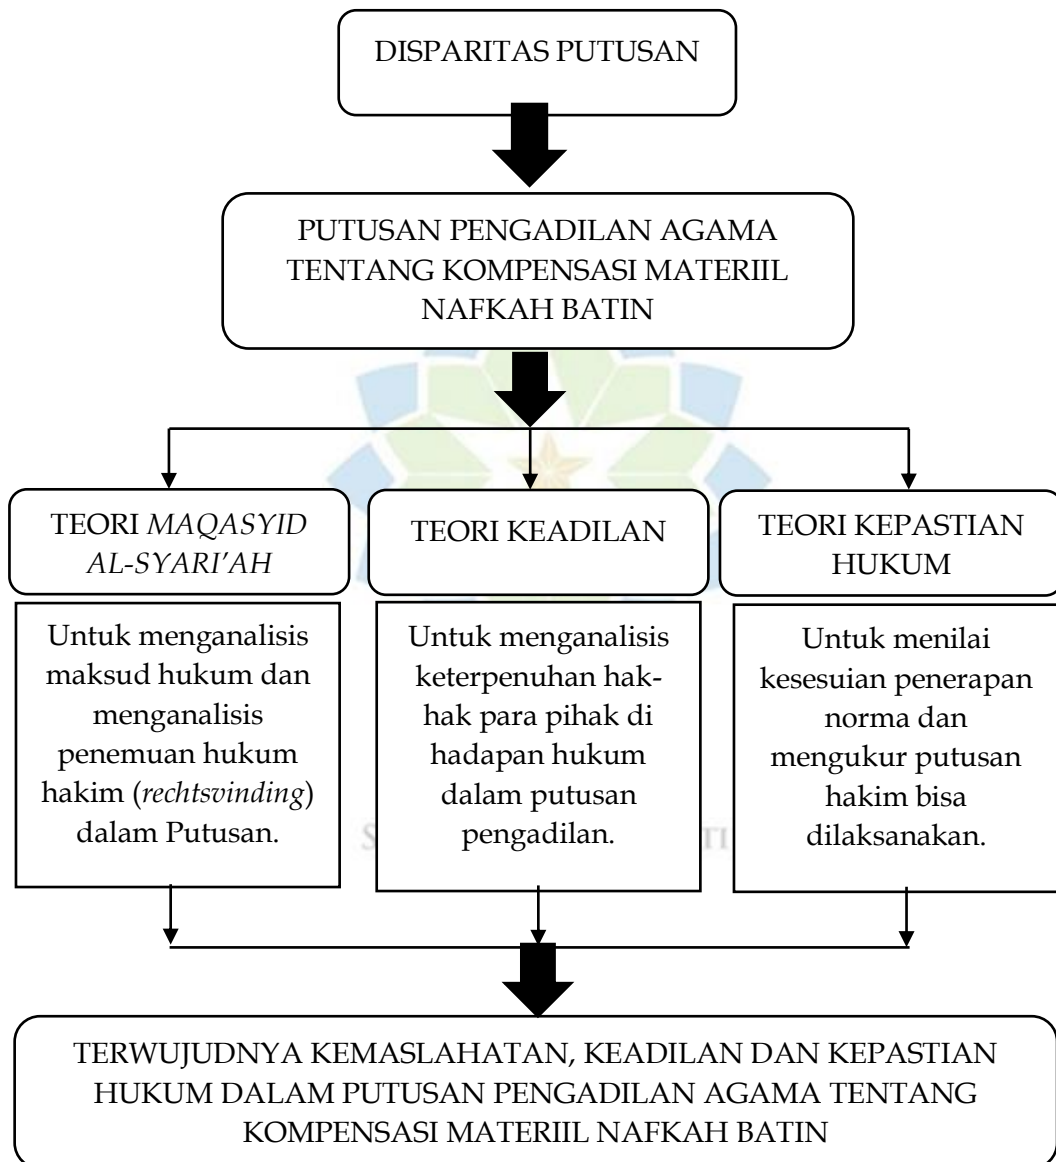 DISPARITAS PUTUSAN
PUTUSAN PENGADILAN AGAMA
TENTANG KOMPENSASI MATERIIL
NAFKAH BATIN
TEORI MAQASYID
AL-SYARI'AH
TEORI KEADILAN
TEORI KEPASTIAN
HUKUM
Untuk menganalisis
maksud hukum dan
menganalisis
penemuan hukum
hakim (rechtsvinding)
dalam Putusan.
Untuk menganalisis
keterpenuhan hak-
hak para pihak di
hadapan hukum
dalam putusan
pengadilan.
Untuk menilai
kesesuian penerapan
norma dan
mengukur putusan
hakim bisa
dilaksanakan.
TERWUJUDNYA KEMASLAHATAN, KEADILAN DAN KEPASTIAN
HUKUM DALAM PUTUSAN PENGADILAN AGAMA TENTANG
KOMPENSASI MATERIIL NAFKAH BATIN